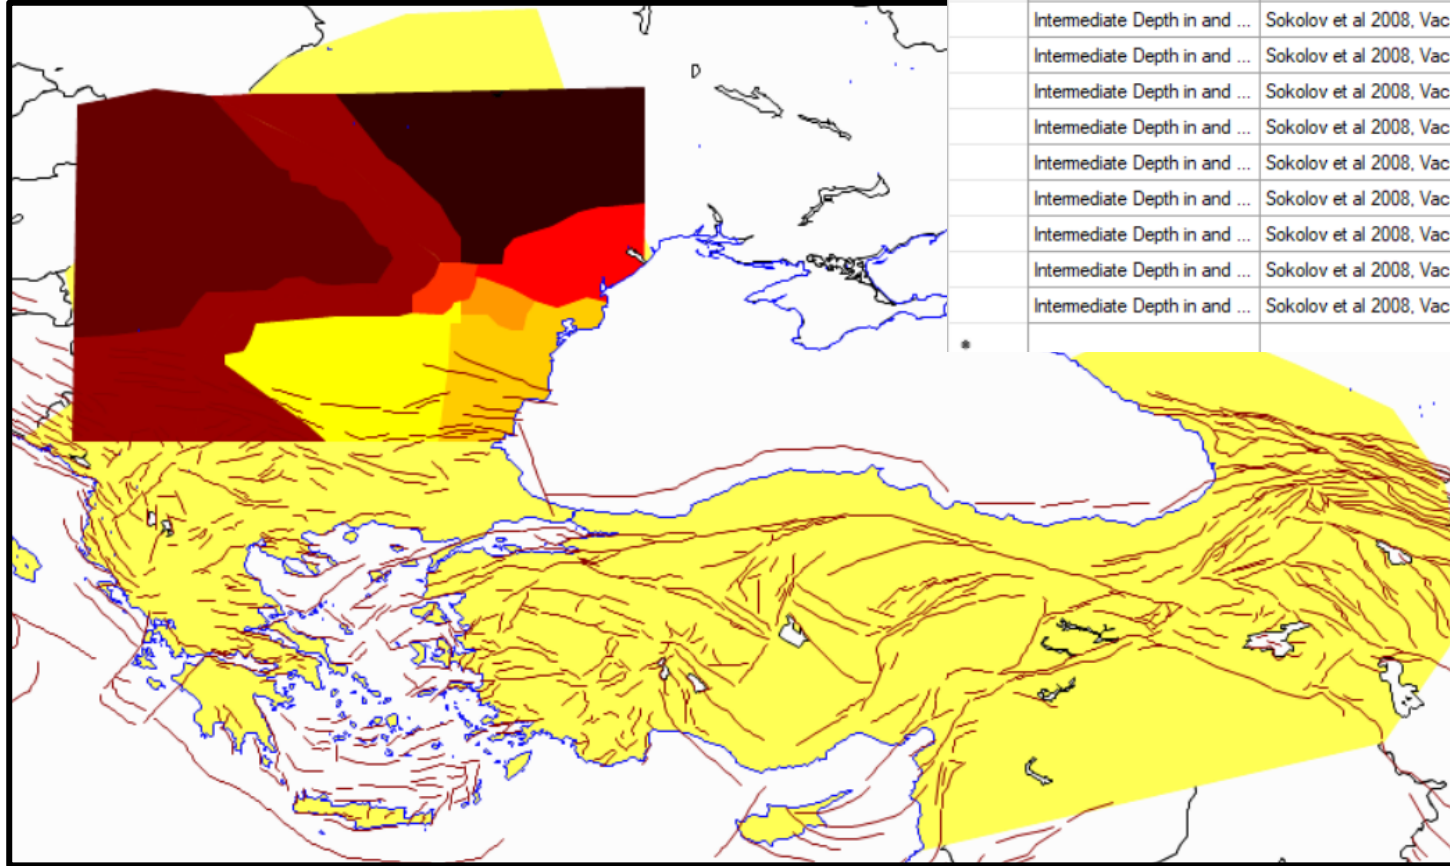 Intermediate Depth in and ... Sokolov et al 2008, Vac
Intermediate Depth in and ... Sokolov et al 2008, Vac
Intermediate Depth in and ... Sokolov et al 2008, Vac
Intermediate Depth in and ... Sokolov et al 2008, Vac
Intermediate Depth in and ... Sokolov et al 2008, Vac
Intermediate Depth in and ... Sokolov et al 2008, Vac
Intermediate Depth in and ... Sokolov et al 2008, Vac
Intermediate Depth in and ... Sokolov et al 2008, Vac
Intermediate Depth in and ... Sokolov et al 2008, Vac
*